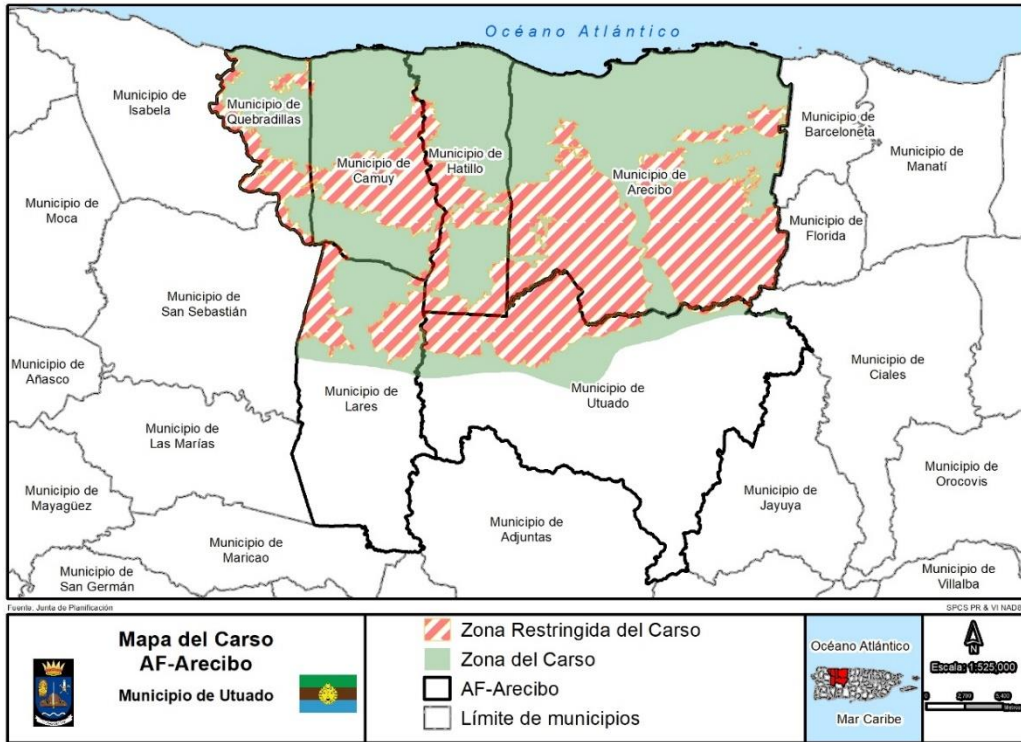 Océano Atlántico
Municipio de
Isabela
Municipio de
Quebradillas
Municipio de
Camuy
Municipio de
Hatillo
Municipio de
Arecibo
Municipio de
Barceloneta
Municipio de
Manatí
Municipio de
Florida
Municipio de
Moca
Municipio de
San Sebastián
Municipio de
Añasco
Municipio de
Las Marías
Municipio de
Lares
Municipio de
Utuado
Municipio de
Ciales
Municipio de
Orocovis
Municipio de
Mayagüez
Municipio de
Maricao
Municipio de
San Germán
Municipio de
Adjuntas
Municipio de
Jayuya
Municipio de
Villalba
Fuente: Junta de Planificación
SPCS PR & VI NAD8
Mapa del Carso
AF-Arecibo
Municipio de Utuado
Zona Restringida del Carso
Zona del Carso
AF-Arecibo
Límite de municipios
Océano Atlántico
Mar Caribe
N
Escala: 1:525,000
0